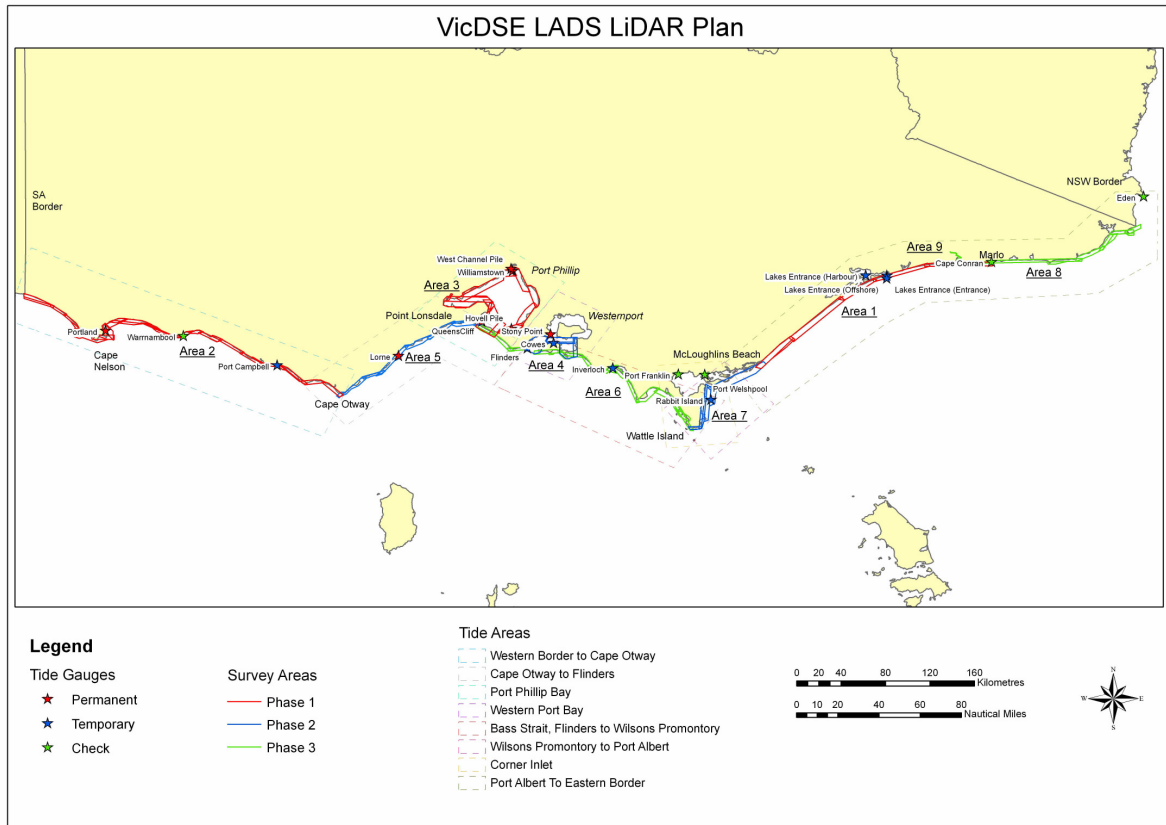 VicDSE LADS LiDAR Plan
NSW Border
Eden
SA
Border
Area 9
Marlo
Cape Conran
Area 8
West Channel Pile
Williamstown
Port Phillip
Lakes Entrance (Harbour)
Lakes Entrance (Offshore)
Lakes Entrance (Entrance)
Area 3
Area 1
Point Lonsdale
Hovell Pile
Westernport
QueensCliff
Stony Point
Portland
Warrnambool
Area 2
Cape
Nelson
Cowes
Lorne
Area 5
Flinders
Area 4
McLoughlins Beach
Port Campbell
Inverloch
Port Franklin
Area 6
Port Welshpool
Rabbit Island
Cape Otway
Area 7
Wattle Island
Legend
Tide Gauges
Permanent
Temporary
Check
Survey Areas
Phase 1
Phase 2
Phase 3
Tide Areas
Western Border to Cape Otway
Cape Otway to Flinders
Port Phillip Bay
Western Port Bay
Bass Strait, Flinders to Wilsons Promontory
Wilsons Promontory to Port Albert
Corner Inlet
Port Albert To Eastern Border
0 20 40 80 120 160
Kilometres
0 10 20 40 60 80
Nautical Miles
N
W E
S